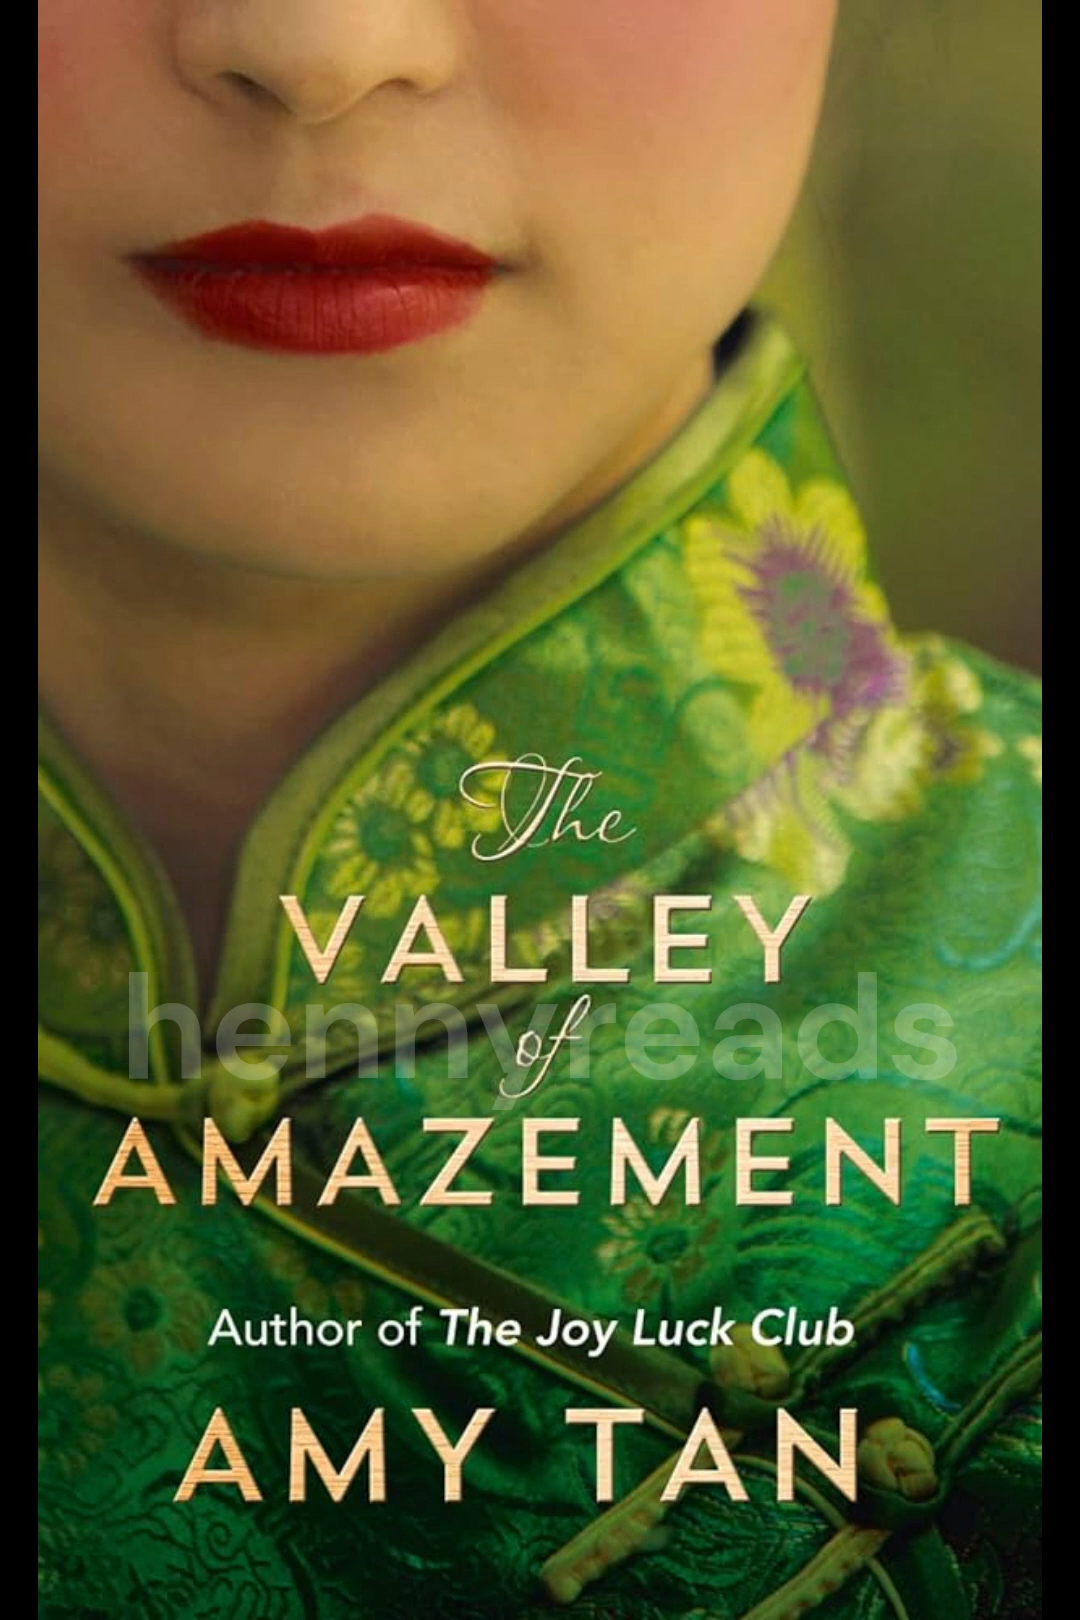 The
VALLEY
of
hennyreads
AMAZEMENT
Author of The Joy Luck Club
AMY TAN